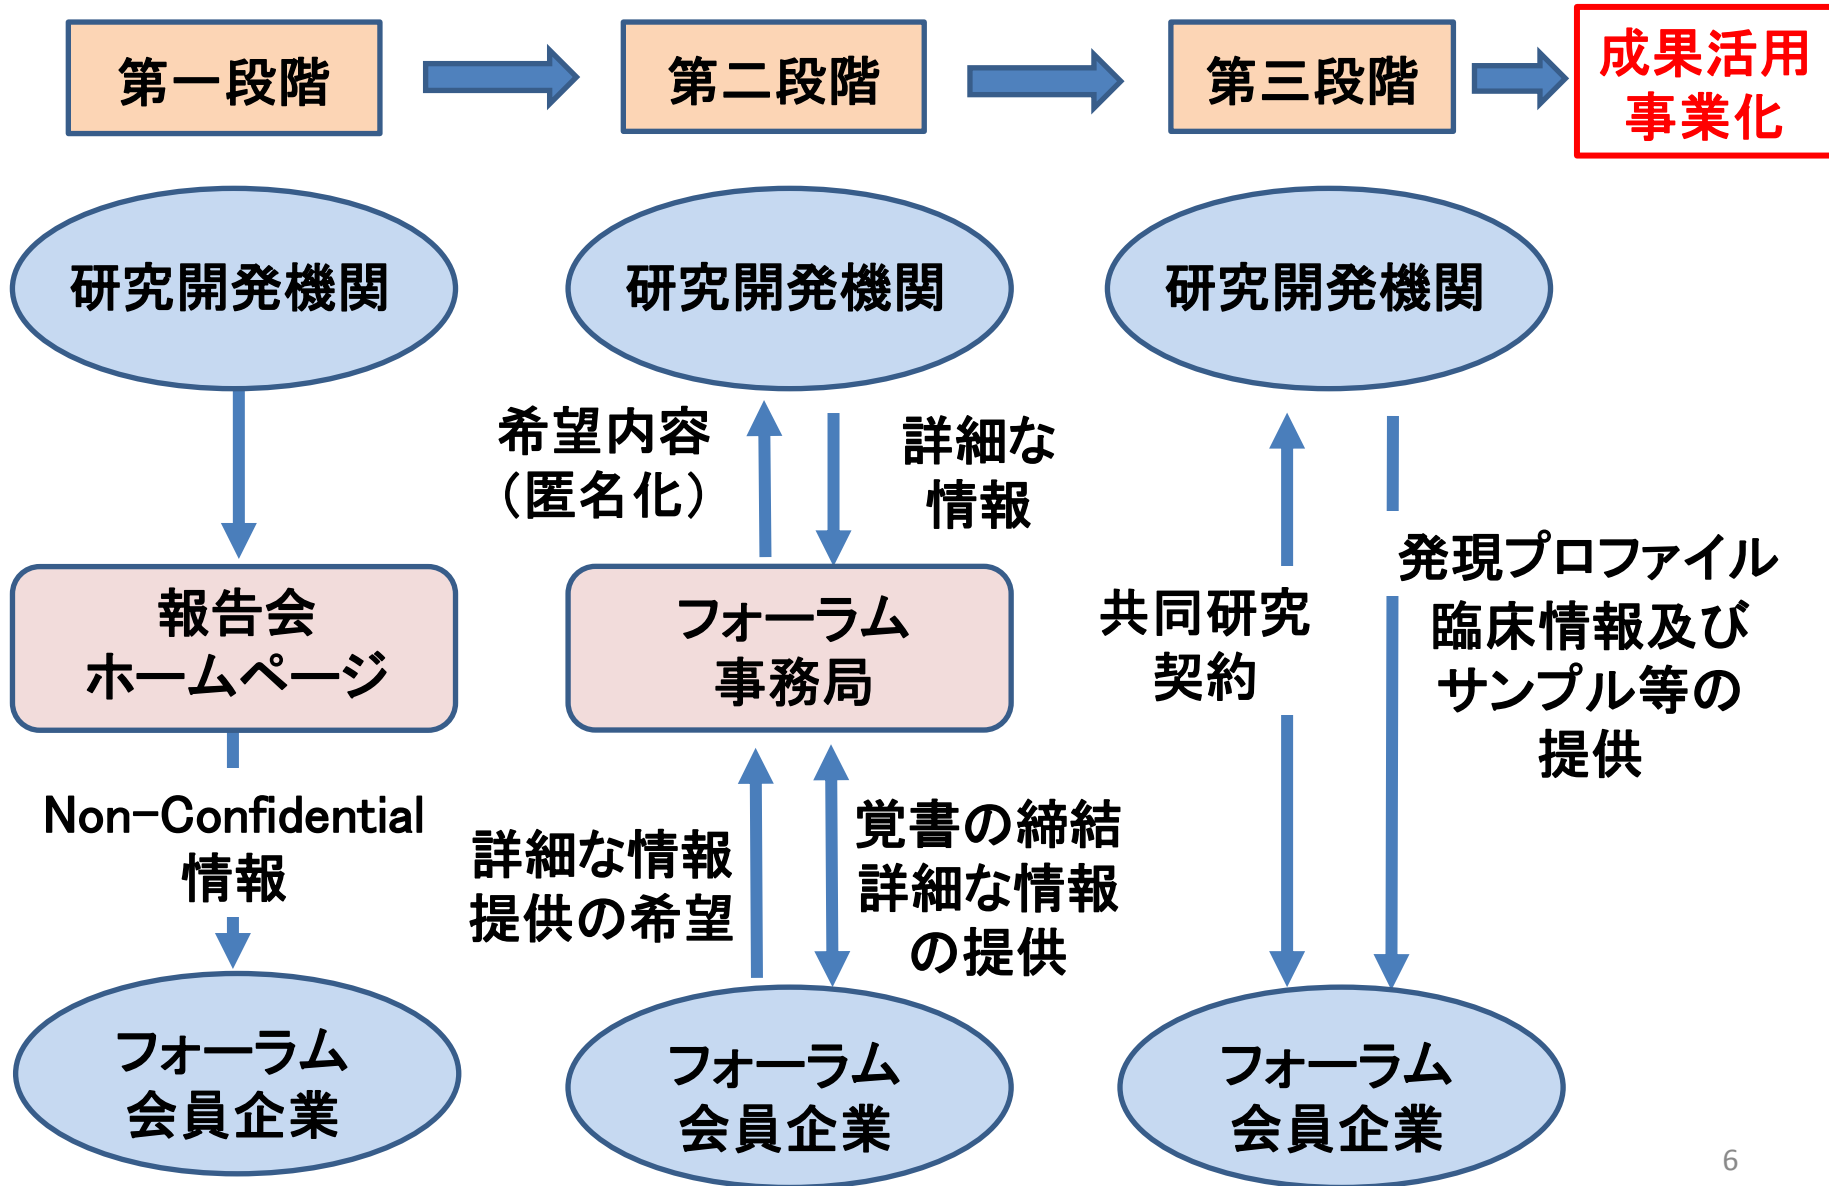 第一段階
第二段階
第三段階
成果活用
事業化
研究開発機関
研究開発機関
研究開発機関
希望内容
（匿名化）
詳細な
情報
報告会
ホームページ
フォーラム
事務局
共同研究
契約
発現プロファイル
臨床情報及び
サンプル等の
提供
Non-Confidential
情報
詳細な情報
提供の希望
覚書の締結
詳細な情報
の提供
フォーラム
会員企業
フォーラム
会員企業
フォーラム
会員企業
6